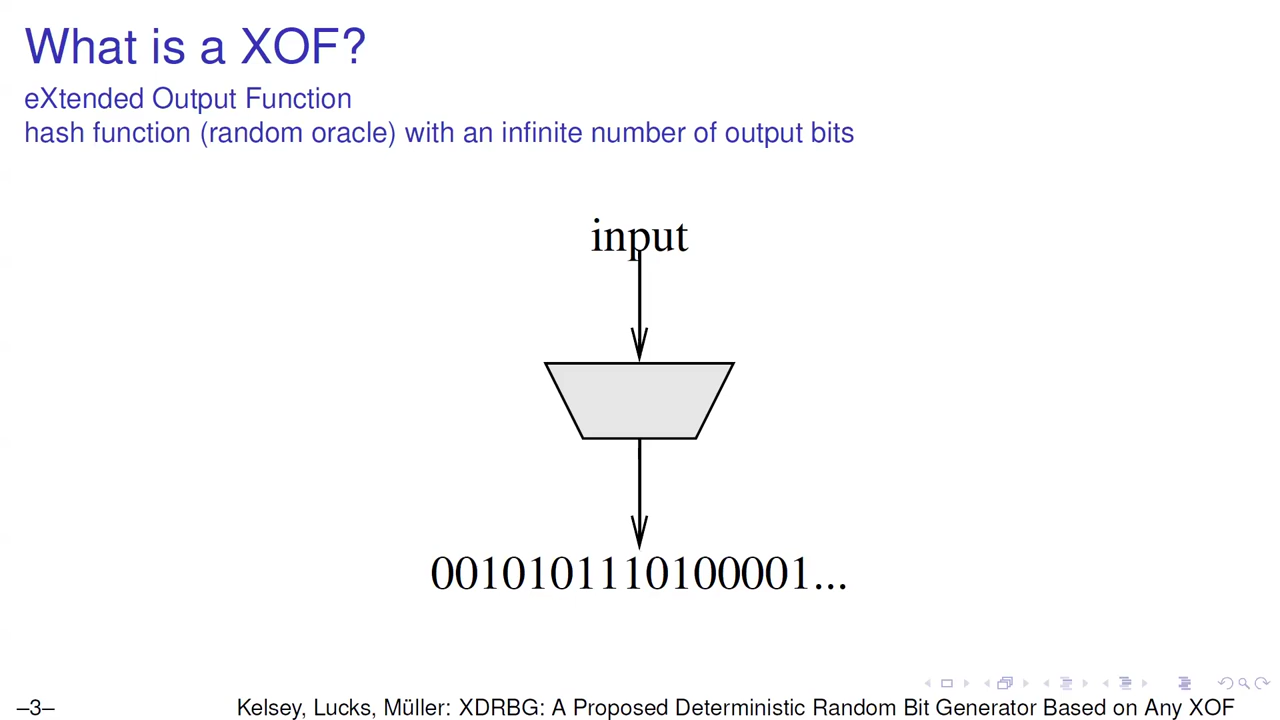 What is a XOF?
eXtended Output Function
hash function (random oracle) with an infinite number of output bits
input
0010101110100001...
–3–
Kelsey, Lucks, Müller: XDRBG: A Proposed Deterministic Random Bit Generator Based on Any XOF